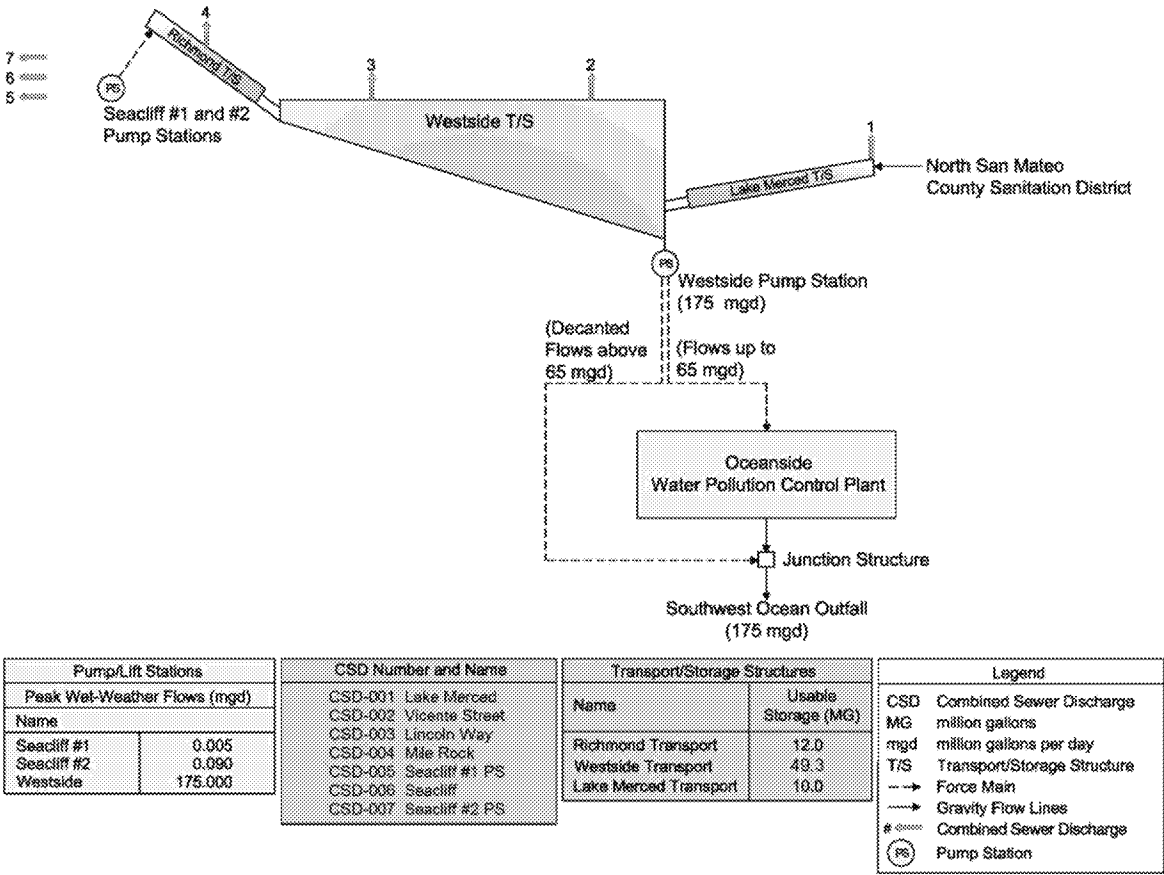 4
Richmond T/S
7
6
5
PS
Seacliff #1 and #2
Pump Stations
3
2
Westside T/S
1
Lake Merced T/S
North San Mateo
County Sanitation District
PS
Westside Pump Station
(175 mgd)
(Decanted
Flows above
65 mgd)
(Flows up to
65 mgd)
Oceanside
Water Pollution Control Plant
Junction Structure
Southwest Ocean Outfall
(175 mgd)
Pump/Lift Stations
Peak Wet-Weather Flows (mgd)
Name
Seacliff #1 0.005
Seacliff #2 0.090
Westside 175.000
CSD Number and Name
CSD-001 Lake Merced
CSD-002 Vicente Street
CSD-003 Lincoln Way
CSD-004 Mile Rock
CSD-005 Seacliff #1 PS
CSD-006 Seacliff
CSD-007 Seacliff #2 PS
Transport/Storage Structures
Name
Usable
Storage (MG)
Richmond Transport 12.0
Westside Transport 49.3
Lake Merced Transport 10.0
Legend
CSD Combined Sewer Discharge
MG million gallons
mgd million gallons per day
T/S Transport/Storage Structure
Force Main
Gravity Flow Lines
# Combined Sewer Discharge
PS Pump Station